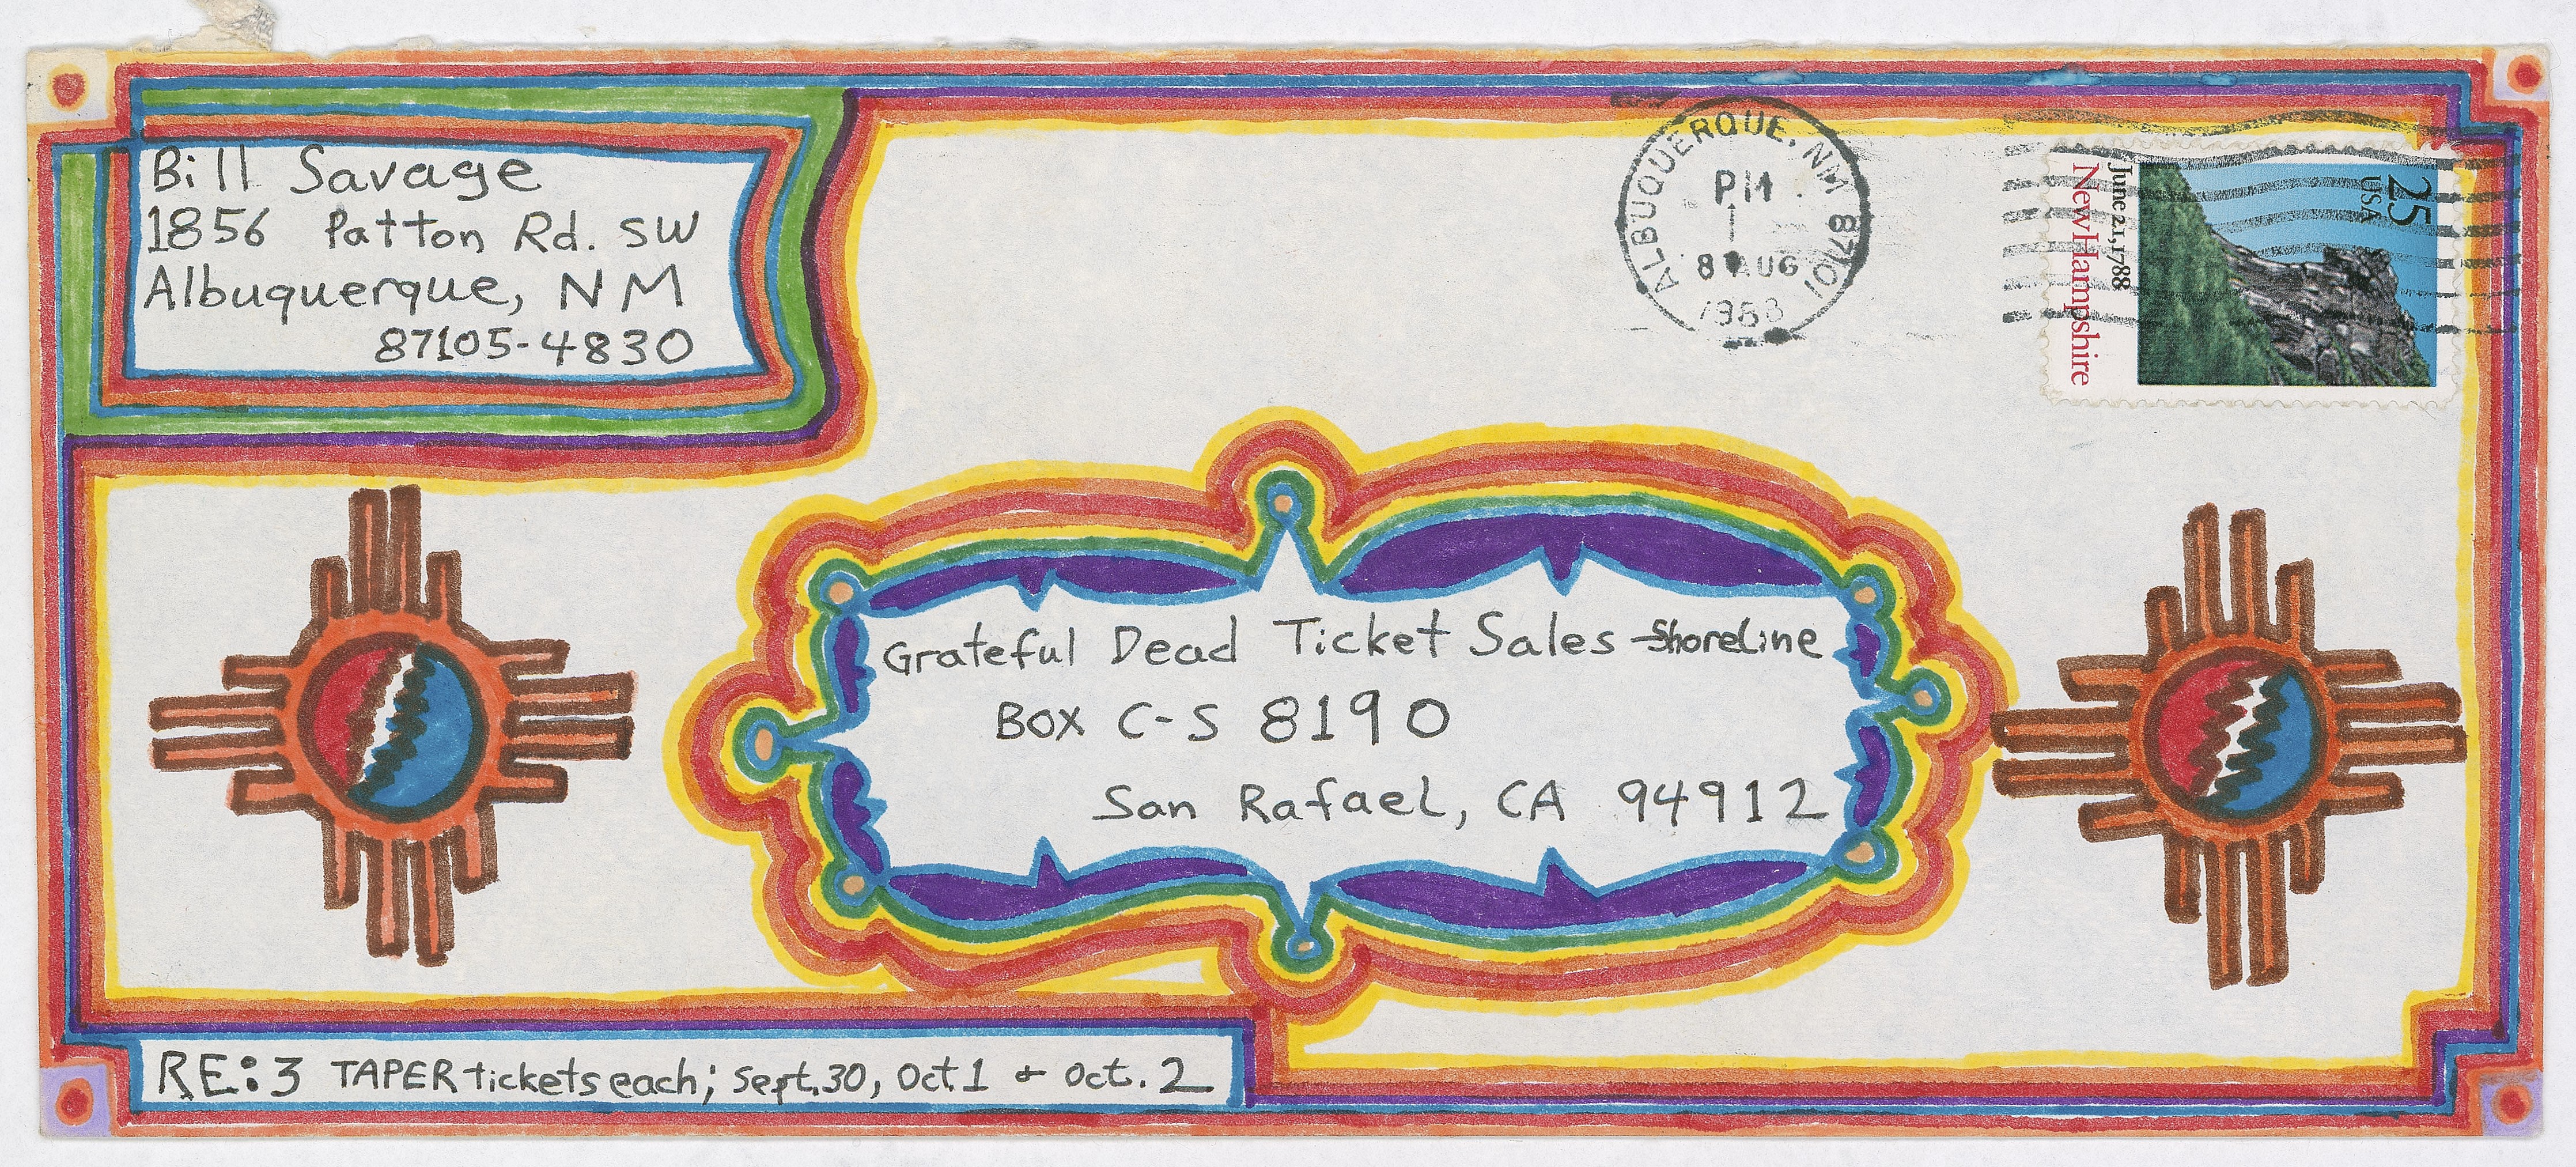 Bill Savage
1856 Patton Rd. SW
Albuquerque, NM
87105-4830
ALBUQUERQUE, NM 87101
PM
8 AUG
1988
25
USA
June 21, 1788
New Hampshire
Grateful Dead Ticket Sales - Shoreline
Box C-S 8190
San Rafael, CA 94912
RE: 3 TAPER tickets each; Sept. 30, Oct 1 & Oct. 2